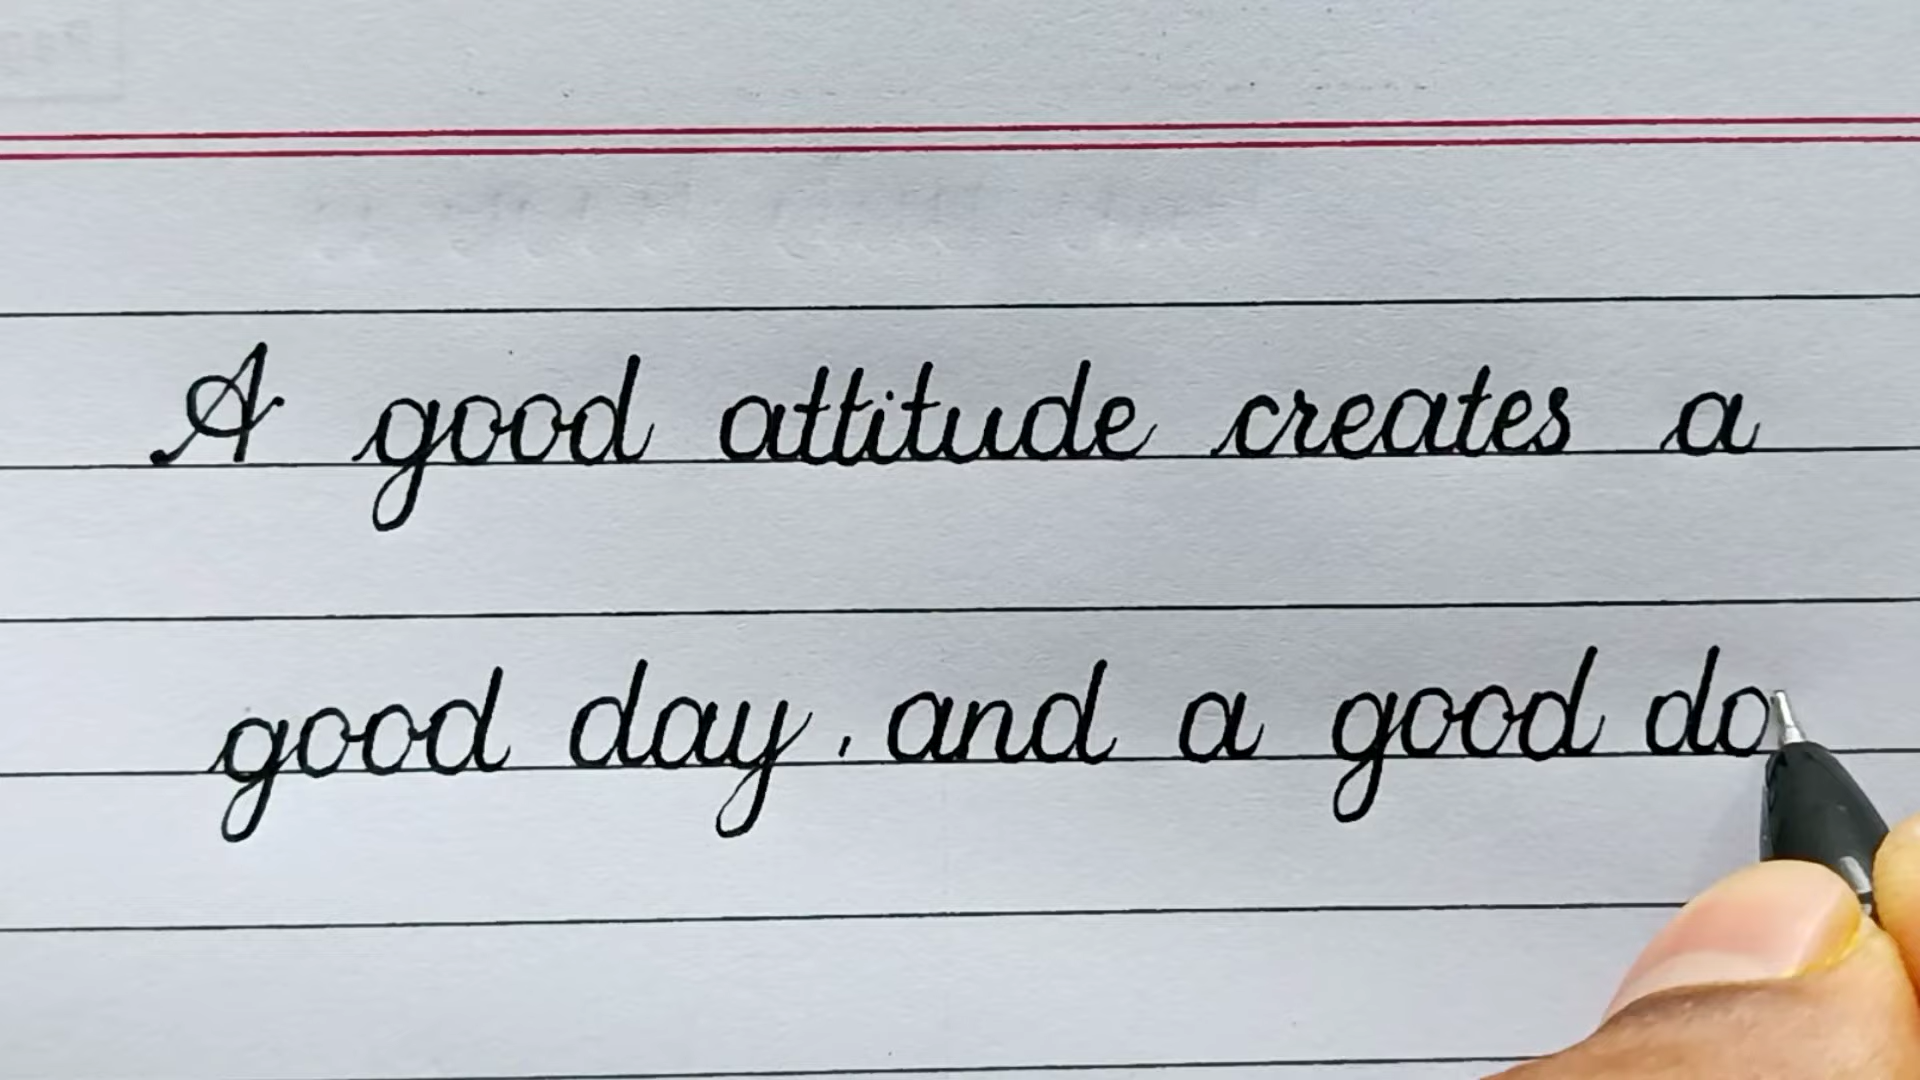 A good attitude creates a
good day, and a good do